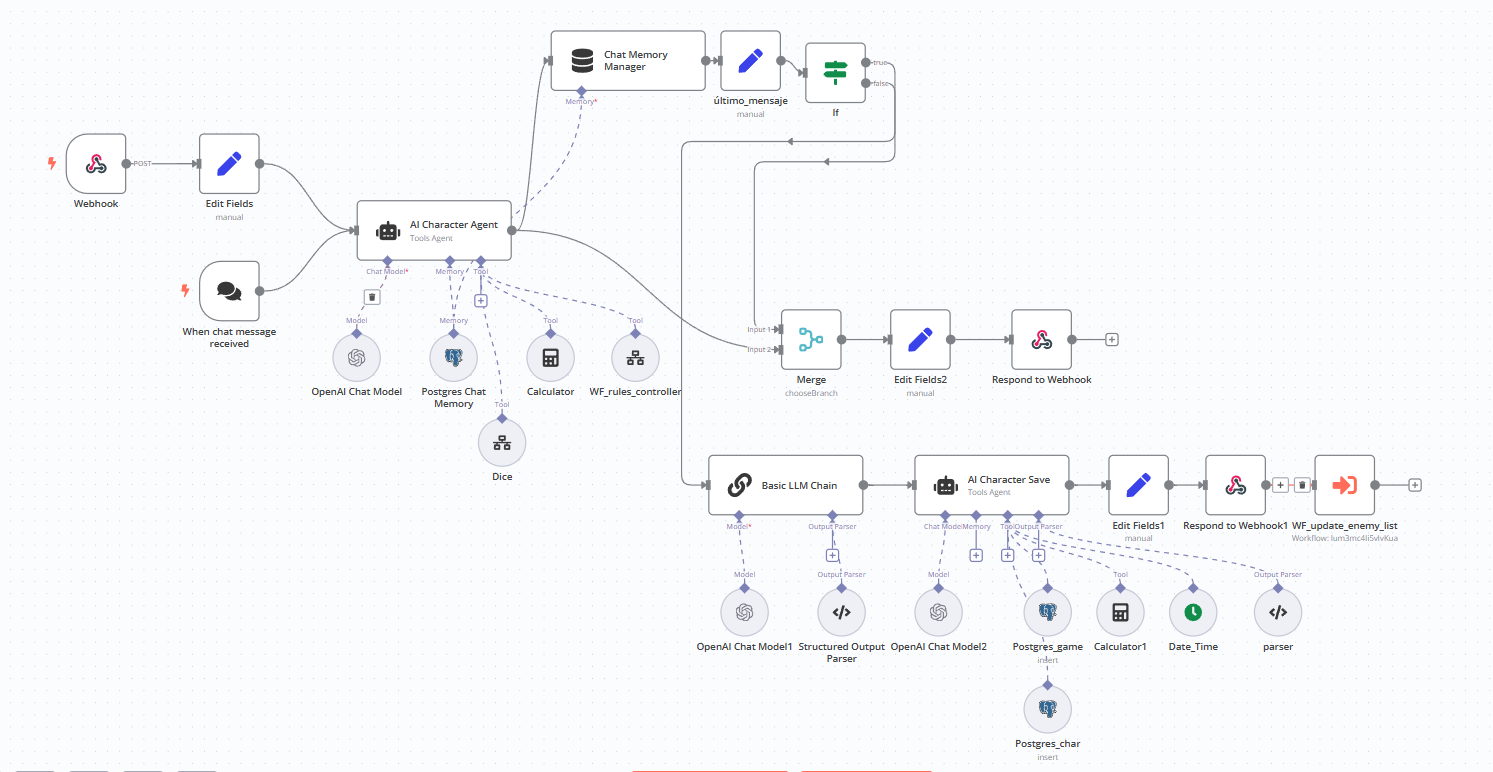 Chat Memory
Manager
Memory*
último_mensaje
manual
true
false
If
Webhook
POST
Edit Fields
manual
When chat message
received
AI Character Agent
Tools Agent
Chat Model*
Memory
Tool
Model
OpenAI Chat Model
Memory
Postgres Chat
Memory
Tool
Calculator
Tool
WF_rules_controller
Tool
Dice
Input 1
Input 2
Merge
chooseBranch
Edit Fields2
manual
Respond to Webhook
Basic LLM Chain
Model*
Output Parser
AI Character Save
Tools Agent
Chat Model
Memory
Tool
Output Parser
Edit Fields1
manual
Respond to Webhook1
WF_update_enemy_list
Model
OpenAI Chat Model1
Output Parser
Structured Output
Parser
Model
OpenAI Chat Model2
Postgres_game
insert
Tool
Calculator1
Date_Time
Output Parser
parser
Postgres_char
insert